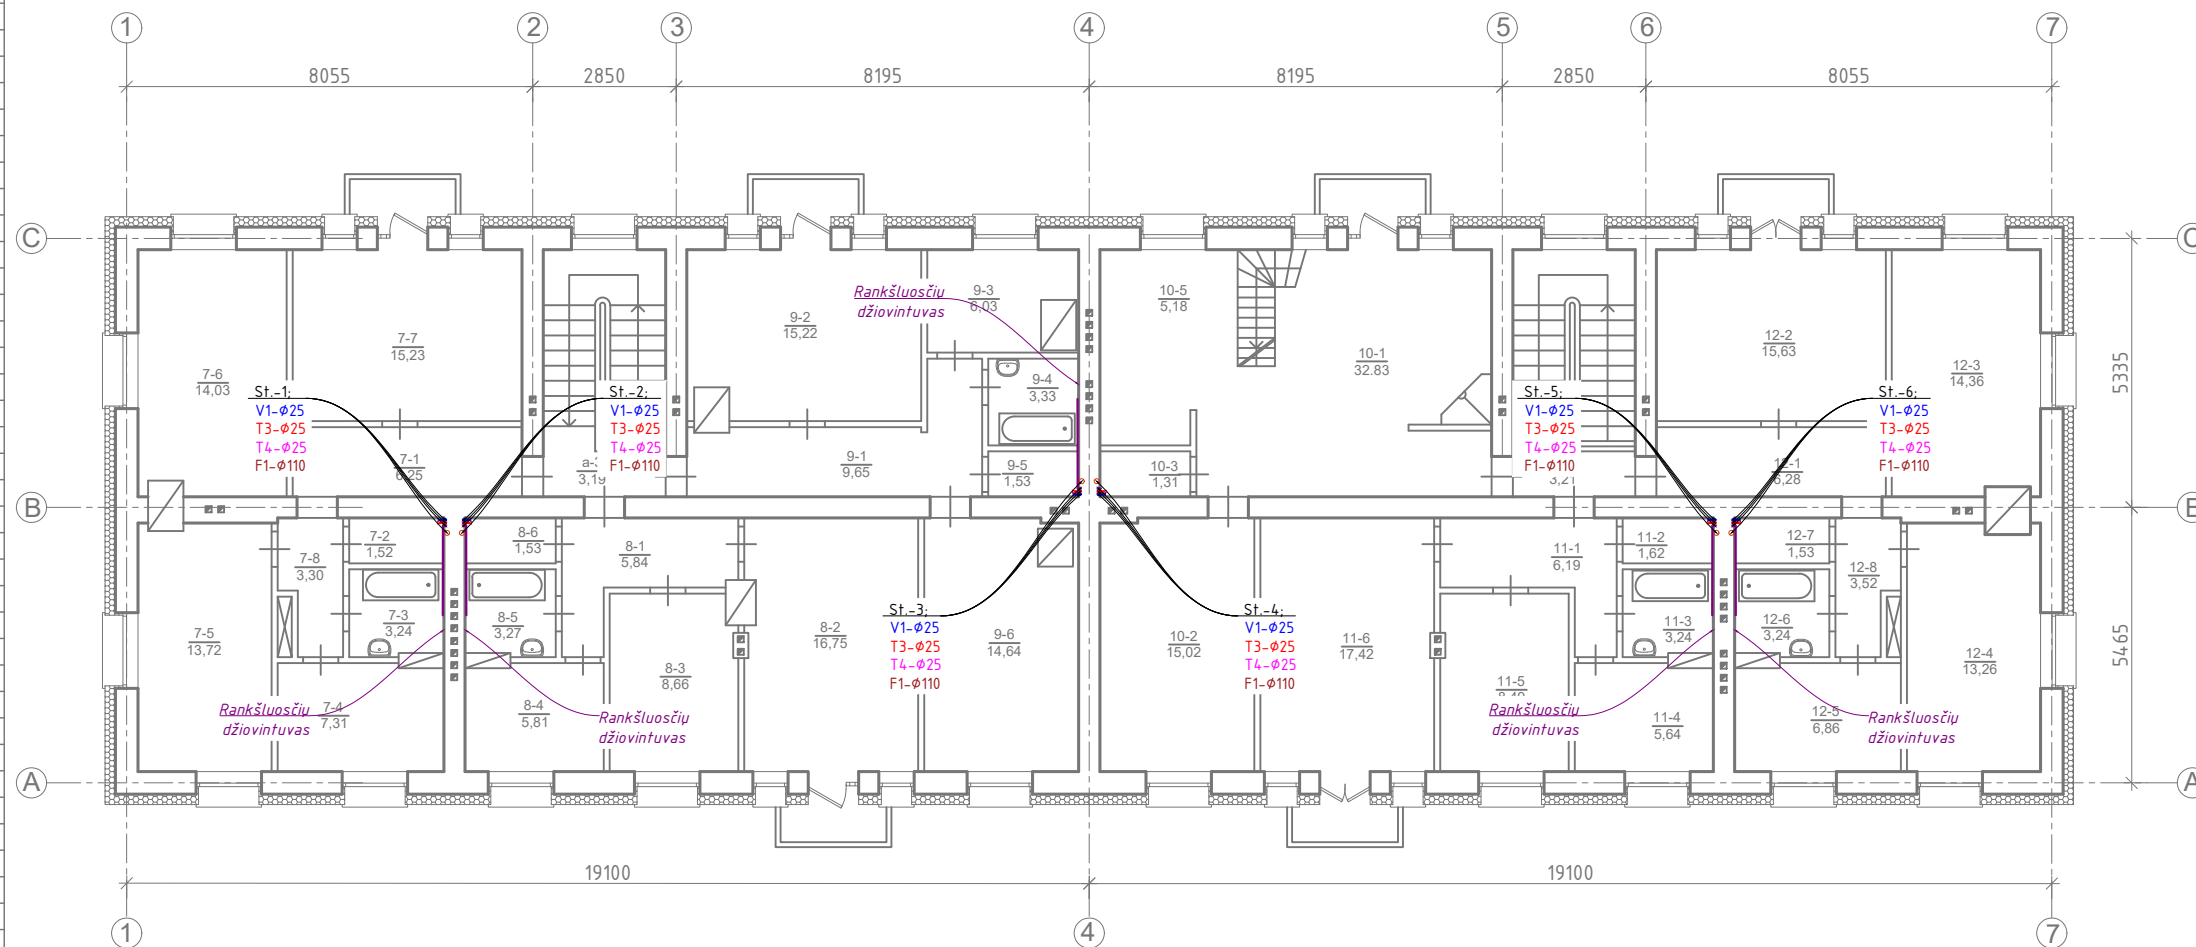 1
2
3
4
5
6
7
8055
2850
8195
8195
2850
8055
C
C
Rankšluosčių
džiovintuvas
9-3
6,03
10-5
5,18
9-2
15,22
7-7
15,23
7-6
14,03
10-1
32.83
12-2
15,63
12-3
14,36
5335
9-4
3,33
St.-1;
V1-Ø25
T3-Ø25
T4-Ø25
F1-Ø110
St.-2;
V1-Ø25
T3-Ø25
T4-Ø25
F1-Ø110
St.-5;
V1-Ø25
T3-Ø25
T4-Ø25
F1-Ø110
St.-6;
V1-Ø25
T3-Ø25
T4-Ø25
F1-Ø110
7-1
6,25
3,19
9-1
9,65
9-5
1,53
10-3
1,31
12-1
6,28
B
7-2
1,52
8-6
1,53
8-1
5,84
7-8
3,30
11-1
6,19
11-2
1,62
12-7
1,53
12-8
3,52
7-3
3,24
8-5
3,27
7-5
13,72
8-2
16,75
St.-3;
V1-Ø25
T3-Ø25
T4-Ø25
F1-Ø110
9-6
14,64
10-2
15,02
St.-4;
V1-Ø25
T3-Ø25
T4-Ø25
F1-Ø110
11-6
17,42
11-3
3,24
12-6
3,24
12-4
13,26
5465
8-3
8,66
11-5
Rankšluosčių
džiovintuvas
7-4
7,31
8-4
5,81
Rankšluosčių
džiovintuvas
Rankšluosčių
džiovintuvas
11-4
5,64
12-5
6,86
Rankšluosčių
džiovintuvas
A
A
19100
19100
1
4
7